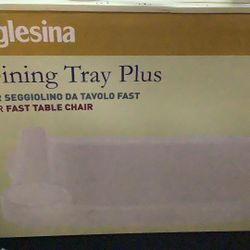 glesina
ining Tray Plus
R SEGGIOLINO DA TAVOLO FAST
R FAST TABLE CHAIR